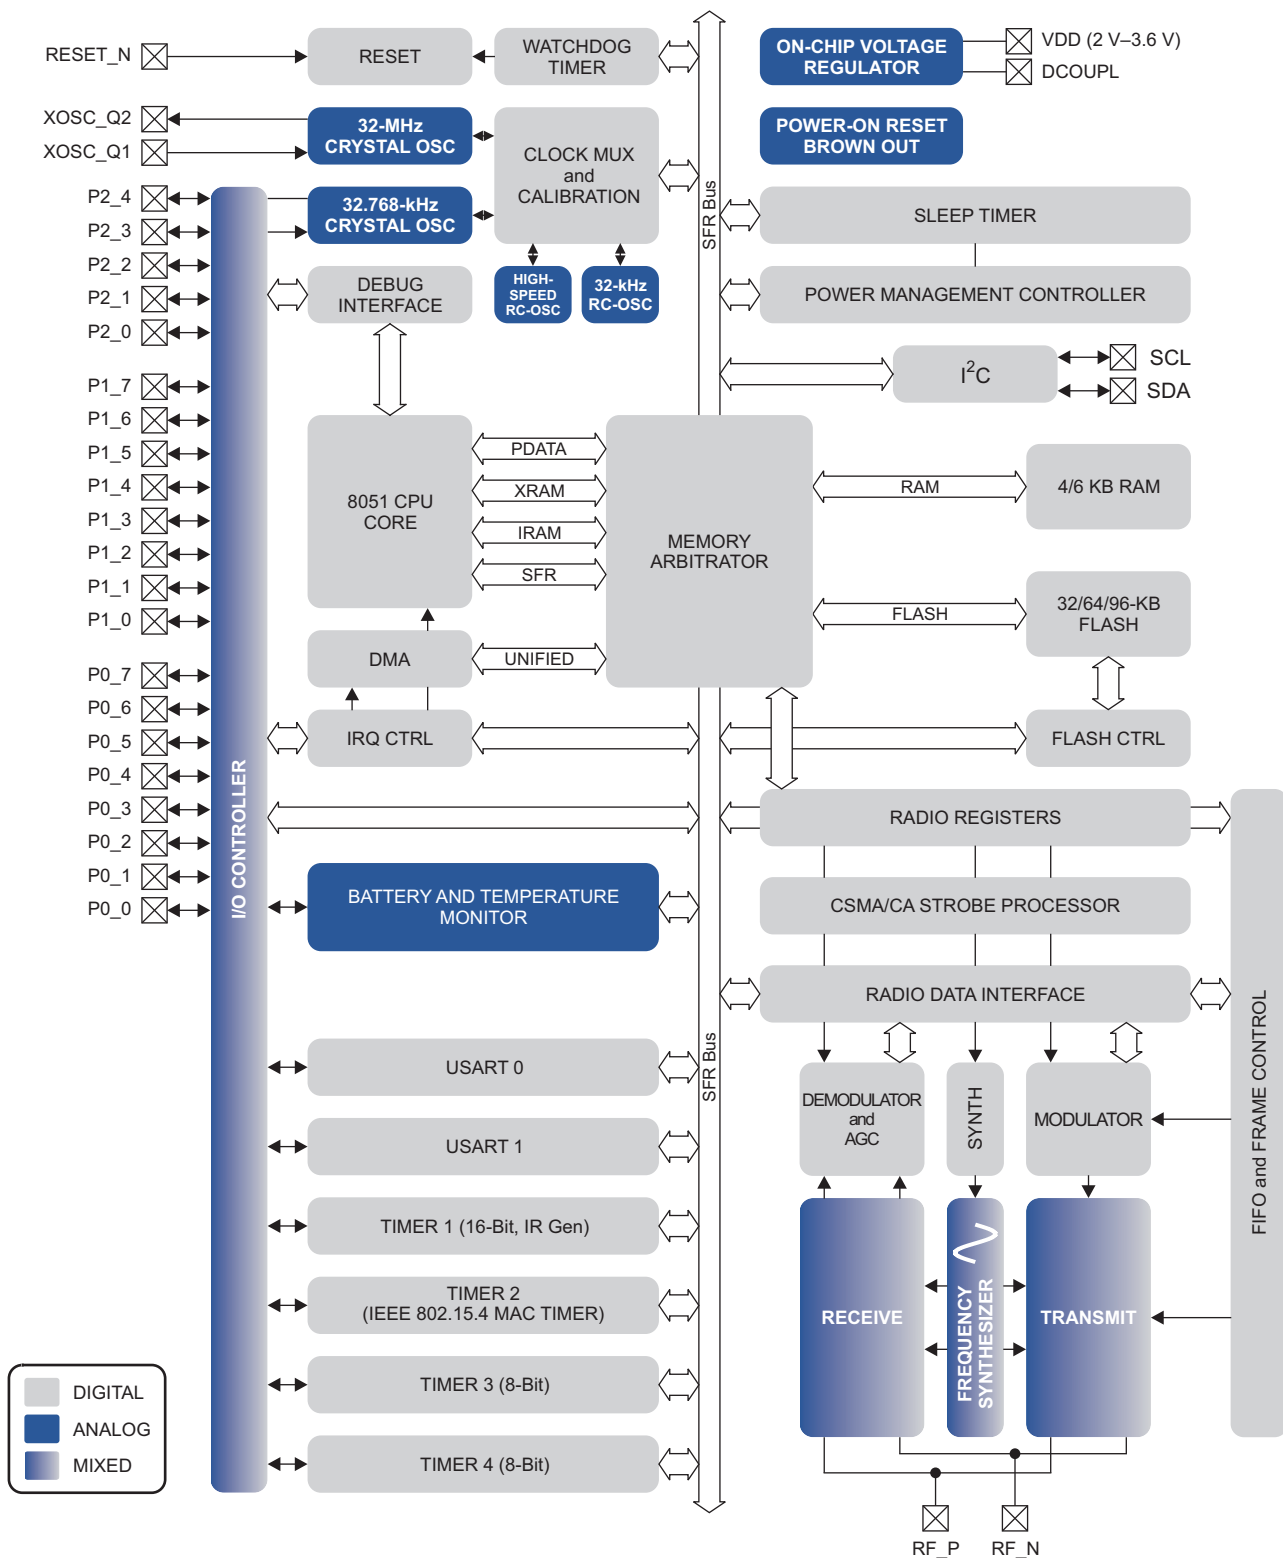 RESET_N
RESET
WATCHDOG
TIMER
ON-CHIP VOLTAGE
REGULATOR
VDD (2 V–3.6 V)
DCOUPL
XOSC_Q2
XOSC_Q1
32-MHz
CRYSTAL OSC
CLOCK MUX
and
CALIBRATION
POWER-ON RESET
BROWN OUT
SFR Bus
P2_4
P2_3
P2_2
P2_1
P2_0
32.768-kHz
CRYSTAL OSC
SLEEP TIMER
DEBUG
INTERFACE
HIGH-
SPEED
RC-OSC
32-kHz
RC-OSC
POWER MANAGEMENT CONTROLLER
I2C
SCL
SDA
P1_7
P1_6
P1_5
P1_4
P1_3
P1_2
P1_1
P1_0
8051 CPU
CORE
PDATA
XRAM
IRAM
SFR
MEMORY
ARBITRATOR
RAM
4/6 KB RAM
FLASH
32/64/96-KB
FLASH
DMA
UNIFIED
P0_7
P0_6
P0_5
P0_4
P0_3
P0_2
P0_1
P0_0
IRQ CTRL
FLASH CTRL
I/O CONTROLLER
RADIO REGISTERS
BATTERY AND TEMPERATURE
MONITOR
CSMA/CA STROBE PROCESSOR
RADIO DATA INTERFACE
SFR Bus
USART 0
USART 1
TIMER 1 (16-Bit, IR Gen)
TIMER 2
(IEEE 802.15.4 MAC TIMER)
TIMER 3 (8-Bit)
TIMER 4 (8-Bit)
DEMODULATOR
and
AGC
SYNTH
MODULATOR
FIFO and FRAME CONTROL
RECEIVE
FREQUENCY
SYNTHESIZER
TRANSMIT
RF_P
RF_N
DIGITAL
ANALOG
MIXED